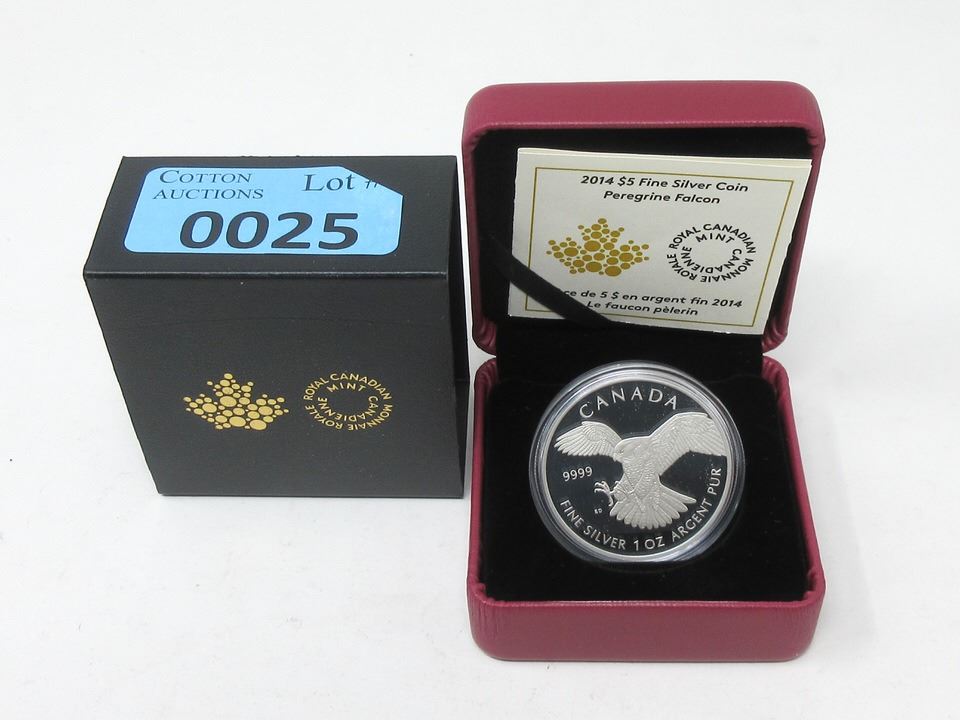 COTTON
AUCTIONS
Lot
0025
ROYAL CANADIAN MINT
MONNAIE ROYALE CANADIENNE
2014 $5 Fine Silver Coin
Peregrine Falcon
ROYAL CANADIAN MINT
MONNAIE ROYALE CANADIENNE
de 5 $ en argent fin 2014
Le faucon pèlerin
CANADA
9999
FINE SILVER 1 OZ ARGENT PUR